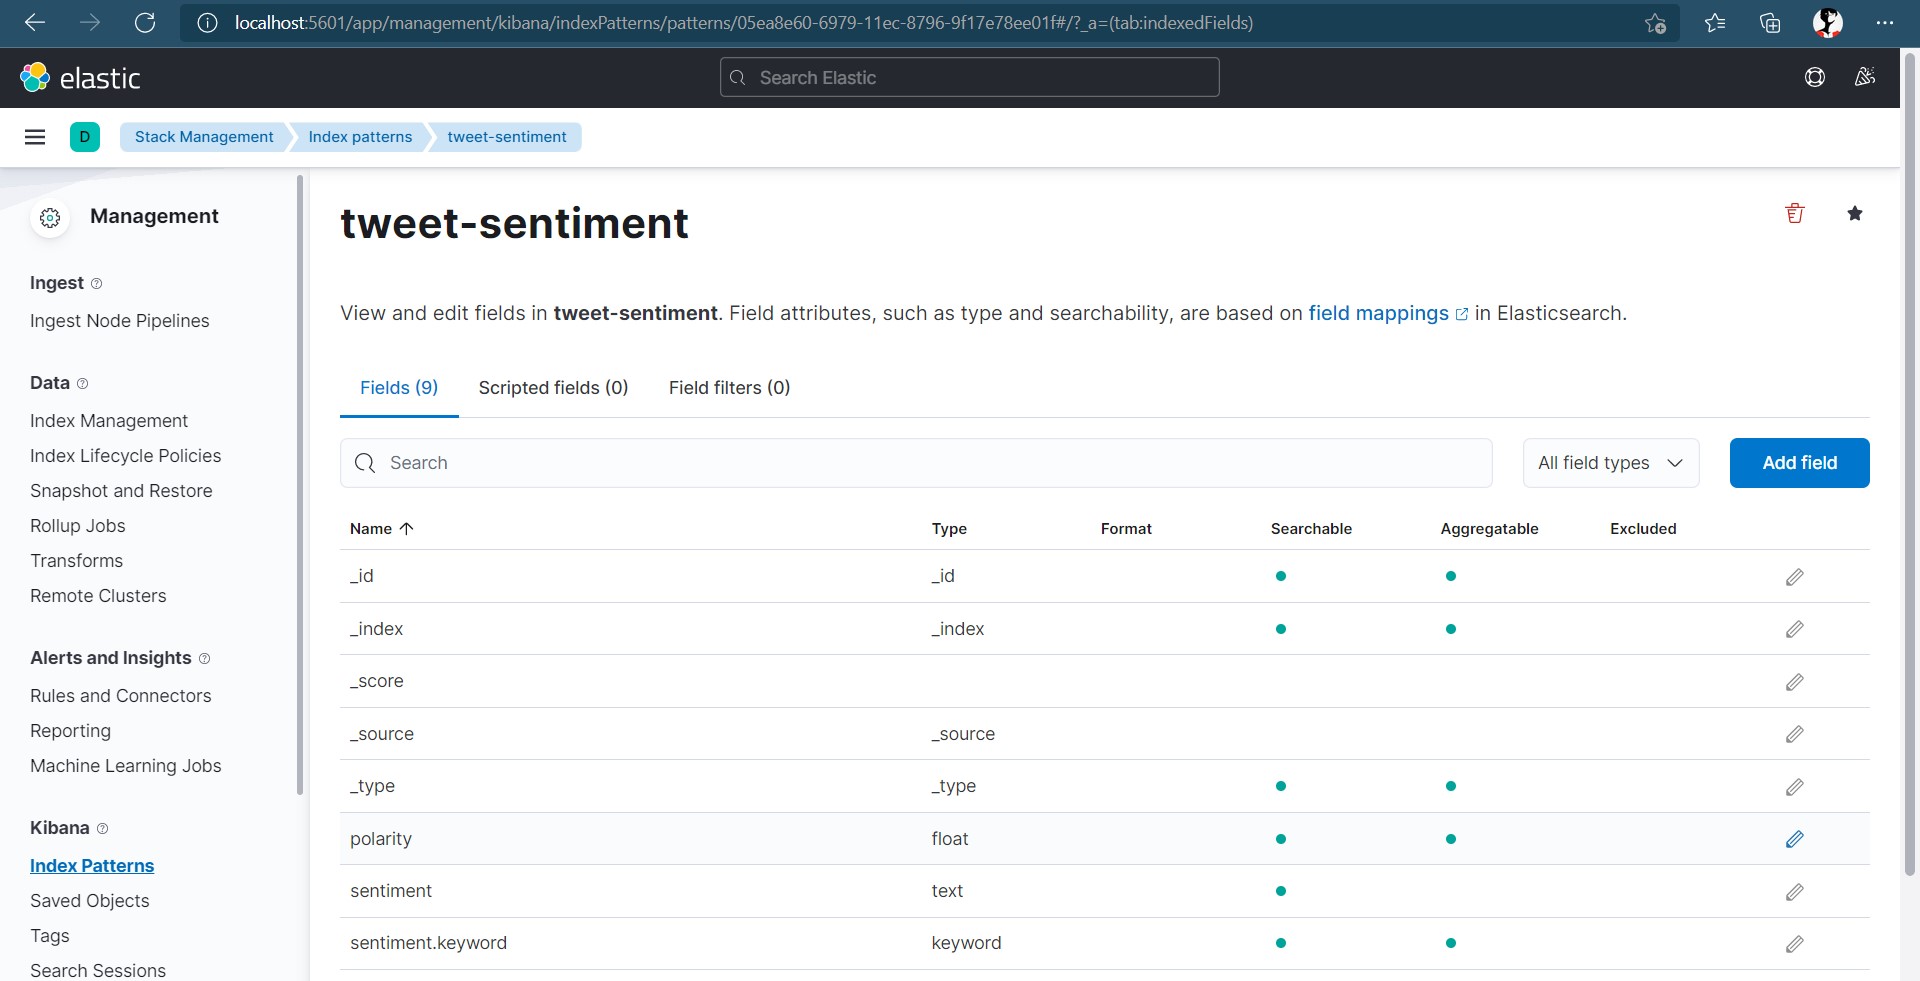 localhost:5601/app/management/kibana/indexPatterns/patterns/05ea8e60-6979-11ec-8796-9f17e78ee01f#/?_a=(tab:indexedFields)
elastic
Search Elastic
D
Stack Management
Index patterns
tweet-sentiment
Management
Ingest
Ingest Node Pipelines
Data
Index Management
Index Lifecycle Policies
Snapshot and Restore
Rollup Jobs
Transforms
Remote Clusters
Alerts and Insights
Rules and Connectors
Reporting
Machine Learning Jobs
Kibana
Index Patterns
Saved Objects
Tags
Search Sessions
tweet-sentiment
View and edit fields in tweet-sentiment. Field attributes, such as type and searchability, are based on field mappings in Elasticsearch.
Fields (9) Scripted fields (0) Field filters (0)
Search All field types Add field
Name Type Format Searchable Aggregatable Excluded
_id _id
_index _index
_score
_source _source
_type _type
polarity float
sentiment text
sentiment.keyword keyword